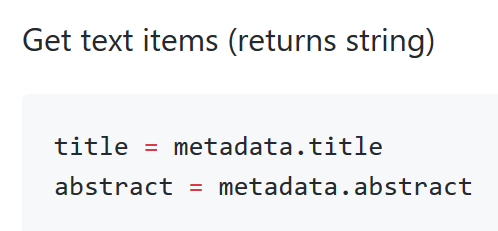 Get text items (returns string)
title = metadata.title
abstract = metadata.abstract